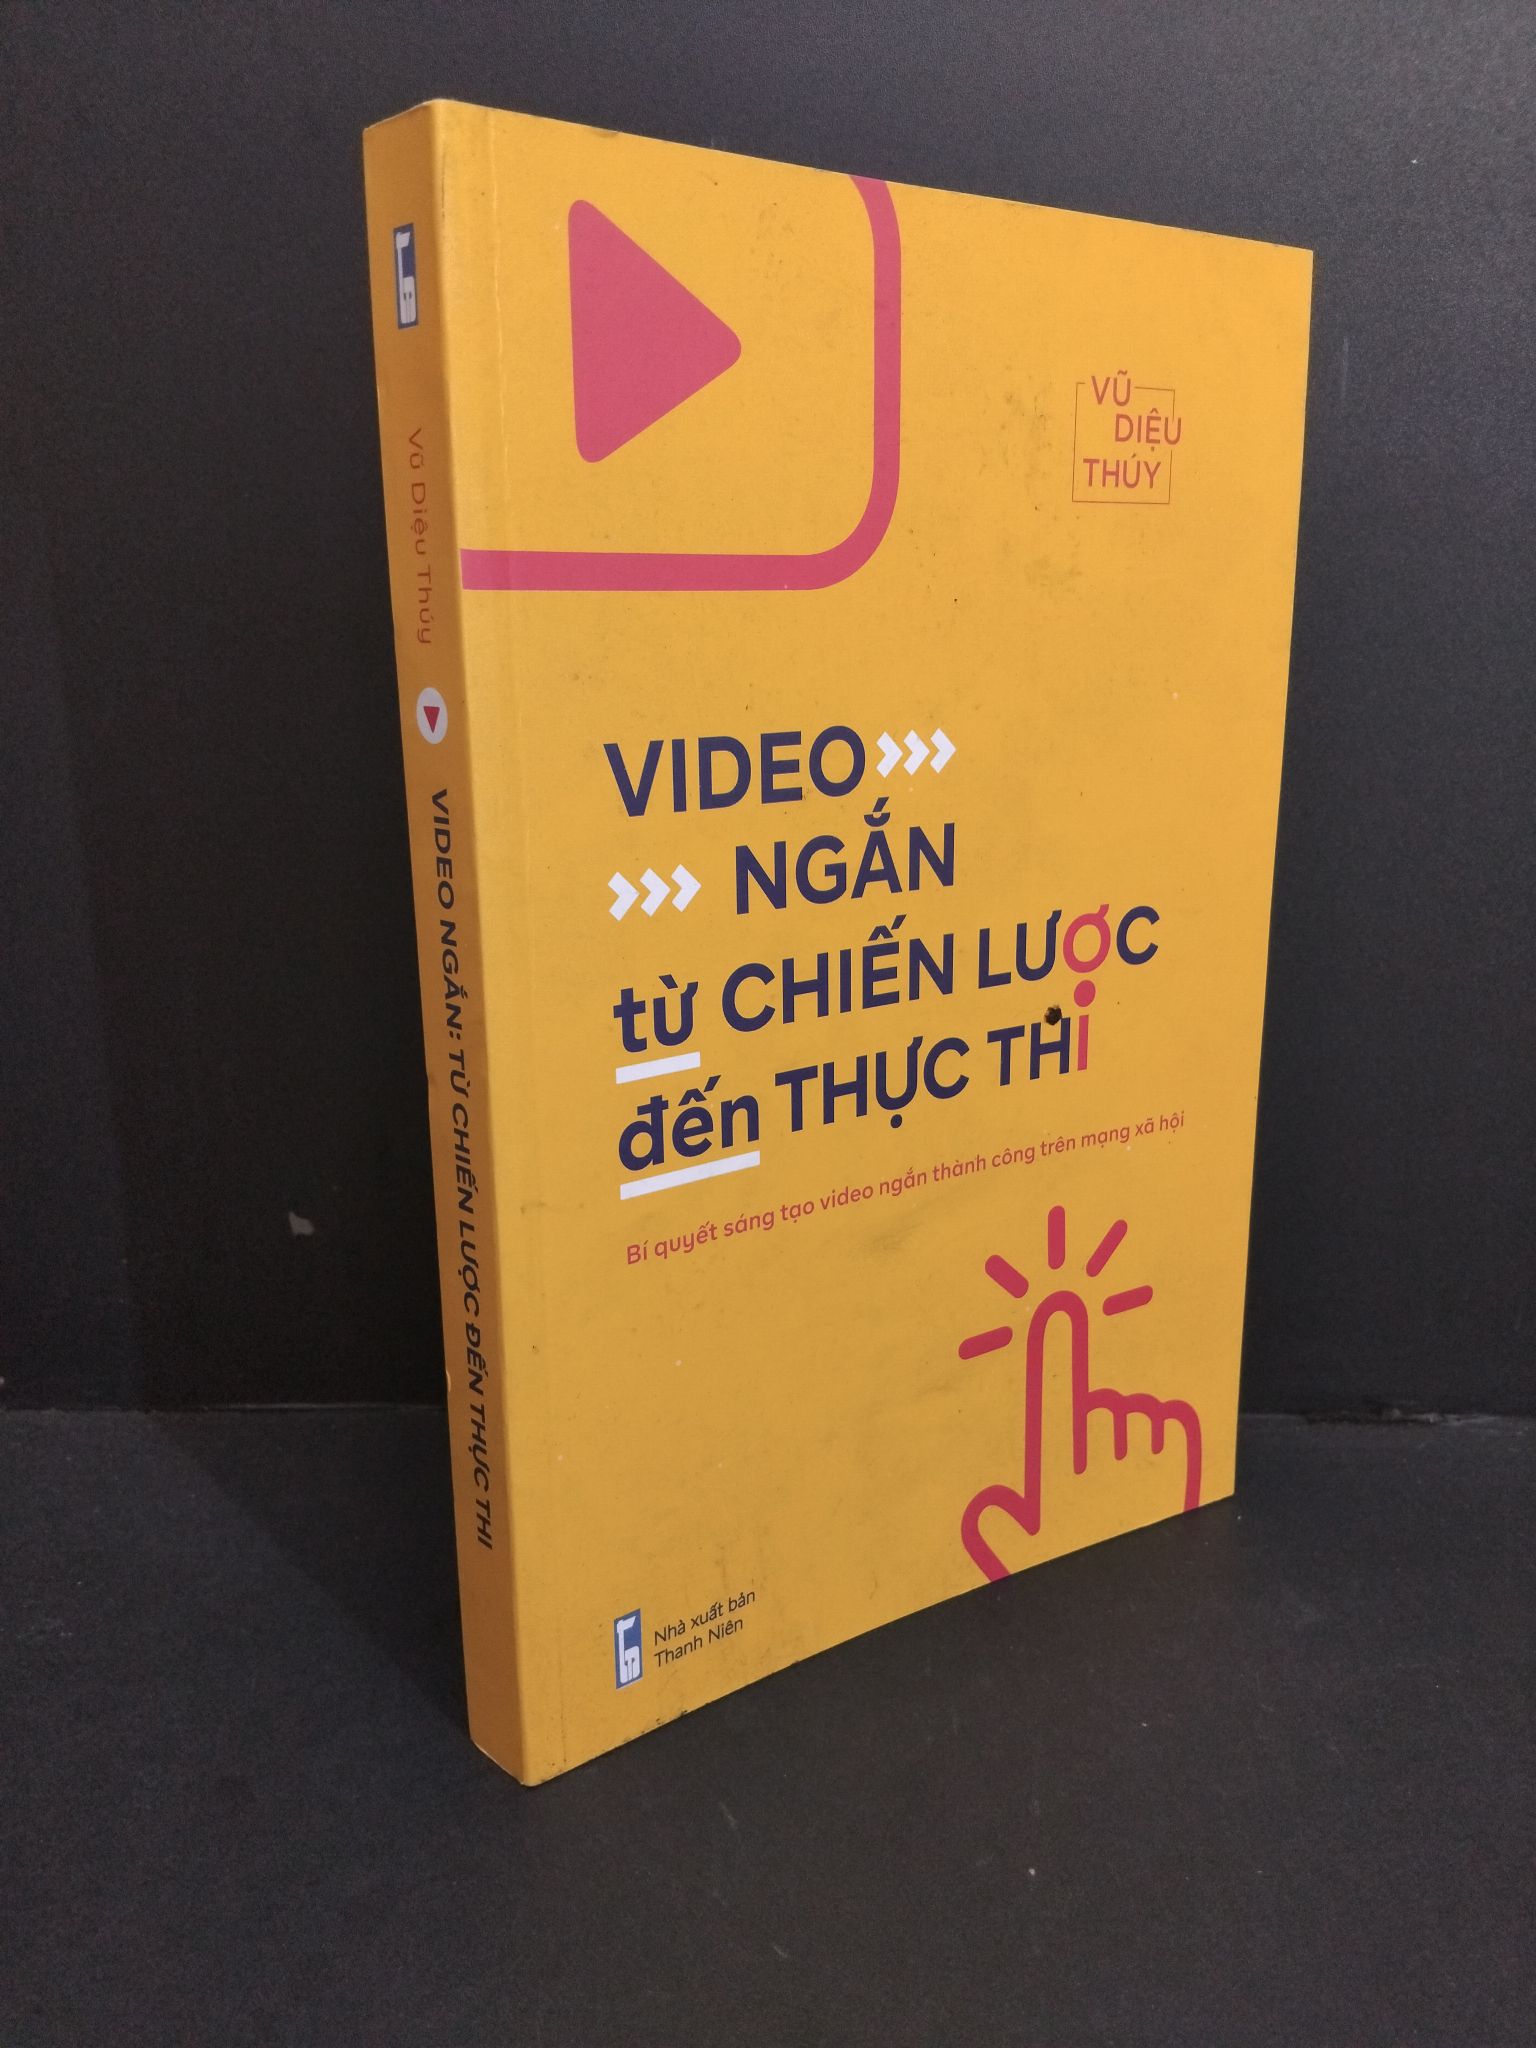 Vũ Diệu Thúy
VIDEO NGẮN: TỪ CHIẾN LƯỢC ĐẾN THỰC THI
VŨ
DIỆU
THÚY
VIDEO
NGẮN
từ CHIẾN LƯỢC
đến THỰC THI
Bí quyết sáng tạo video ngắn thành công trên mạng xã hội
Nhà xuất bản
Thanh Niên